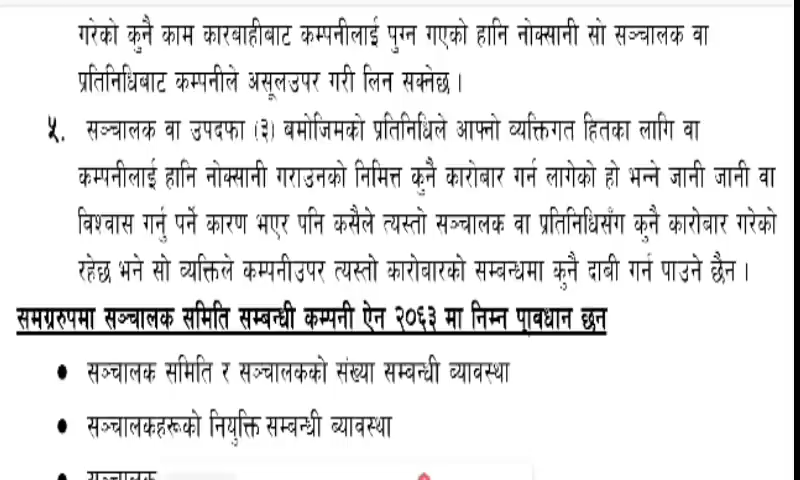 गरेको कुनै काम कारबाहीबाट कम्पनीलाई पुग्न गएको हानि नोक्सानी सो सञ्चालक वा
प्रतिनिधिबाट कम्पनीले असूलउपर गरी लिन सक्नेछ ।
५. सञ्चालक वा उपदफा (३) बमोजिमको प्रतिनिधिले आफ्नो व्यक्तिगत हितका लागि वा
कम्पनीलाई हानि नोक्सानी गराउनको निमित्त कुनै कारोबार गर्न लागेको हो भन्ने जानी जानी वा
विश्वास गर्नु पर्ने कारण भएर पनि कसैले त्यस्तो सञ्चालक वा प्रतिनिधिसँग कुनै कारोबार गरेको
रहेछ भने सो व्यक्तिले कम्पनीउपर त्यस्तो कारोबारको सम्बन्धमा कुनै दाबी गर्न पाउने छैन ।
समग्ररुपमा सञ्चालक समिति सम्बन्धी कम्पनी ऐन २०६३ मा निम्न प्रावधान छन
• सञ्चालक समिति र सञ्चालकको संख्या सम्बन्धी व्यावस्था
• सञ्चालकहरूको नियुक्ति सम्बन्धी व्यावस्था
• सञ्चालक